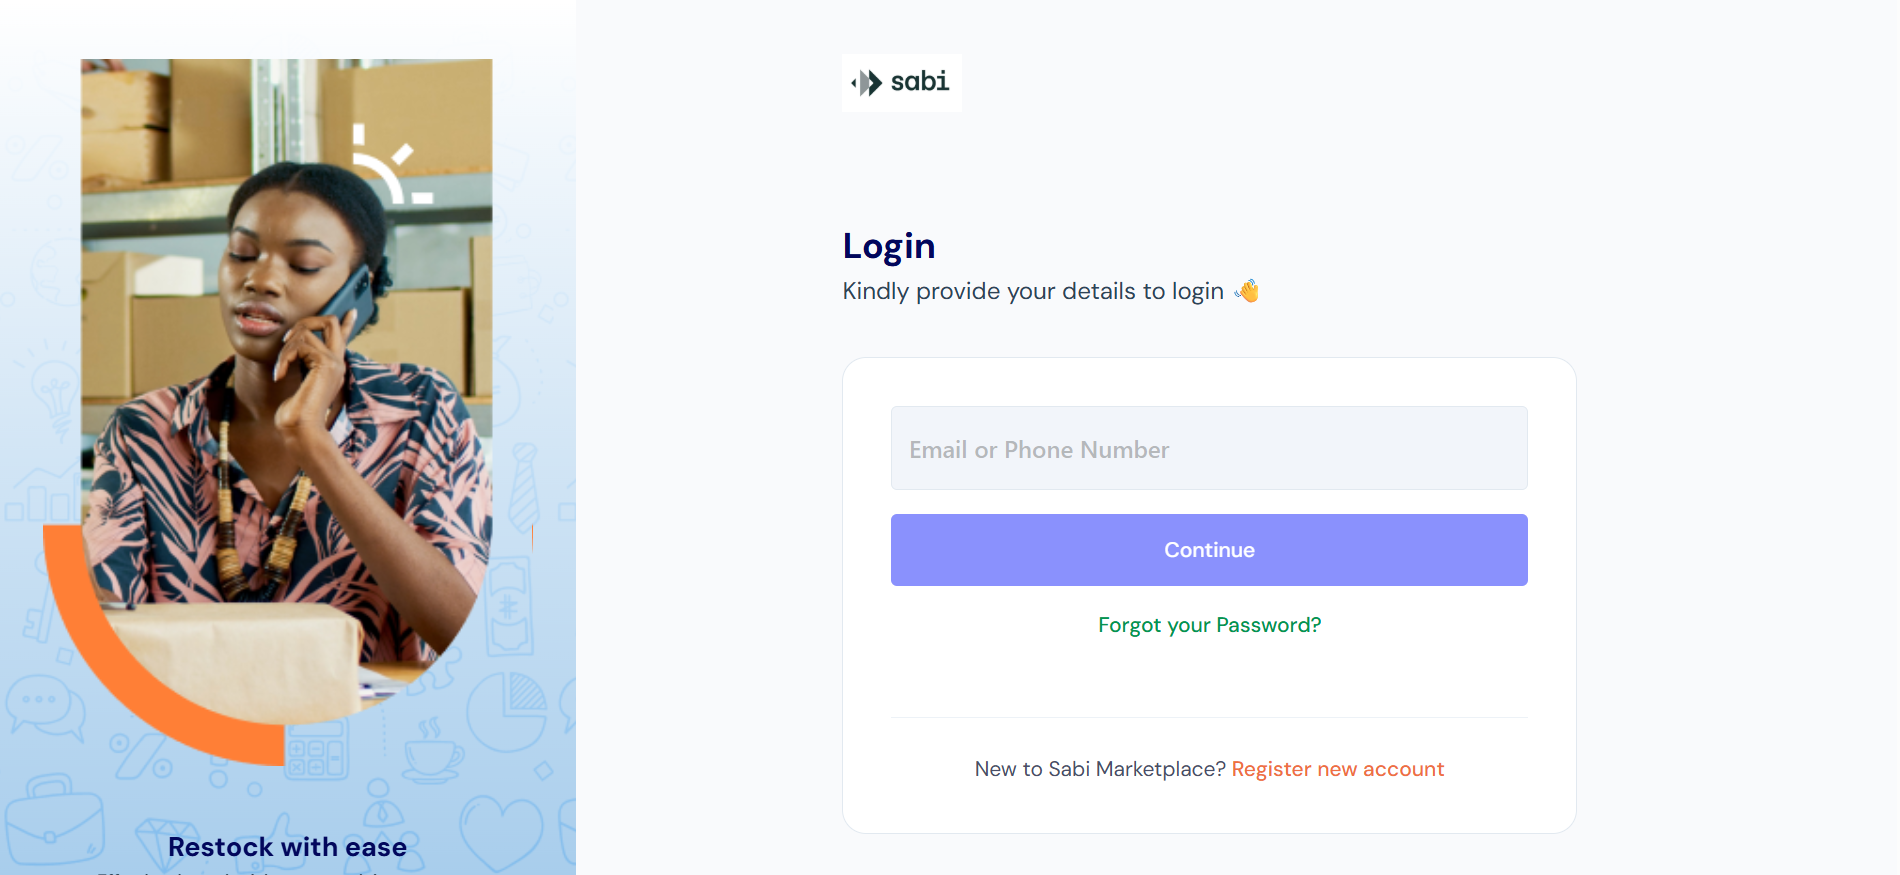 sabi
Login
Kindly provide your details to login 👋
Email or Phone Number
Continue
Forgot your Password?
New to Sabi Marketplace? Register new account
Restock with ease